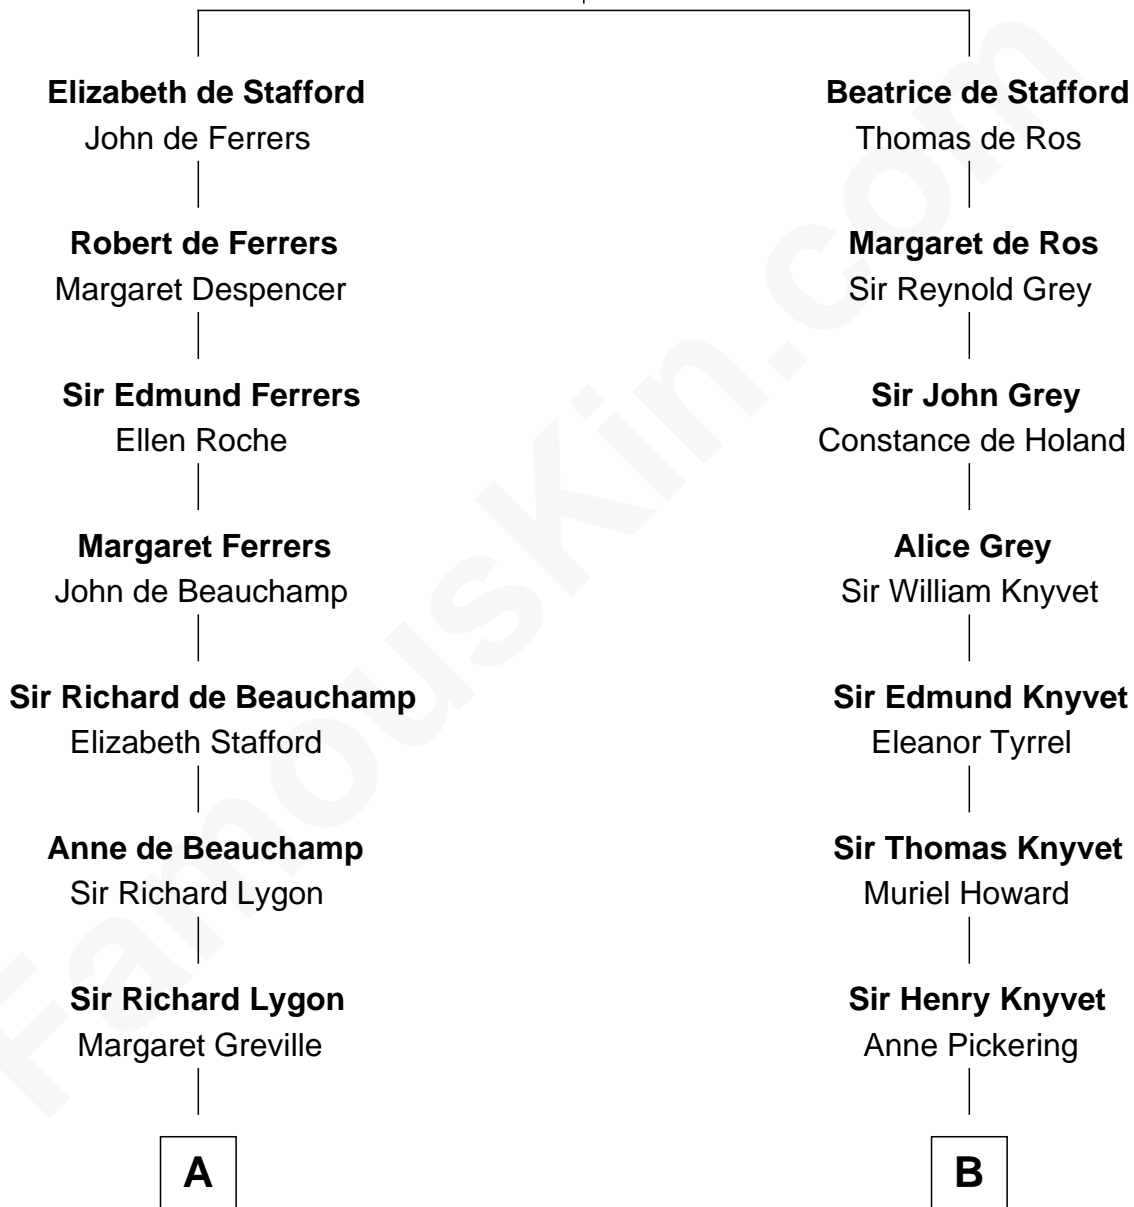 Elizabeth de Stafford
John de Ferrers
Robert de Ferrers
Margaret Despencer
Sir Edmund Ferrers
Ellen Roche
Margaret Ferrers
John de Beauchamp
Sir Richard de Beauchamp
Elizabeth Stafford
Anne de Beauchamp
Sir Richard Lygon
Sir Richard Lygon
Margaret Greville
A
Beatrice de Stafford
Thomas de Ros
Margaret de Ros
Sir Reynold Grey
Sir John Grey
Constance de Holand
Alice Grey
Sir William Knyvet
Sir Edmund Knyvet
Eleanor Tyrrel
Sir Thomas Knyvet
Muriel Howard
Sir Henry Knyvet
Anne Pickering
B
FamousKin.com